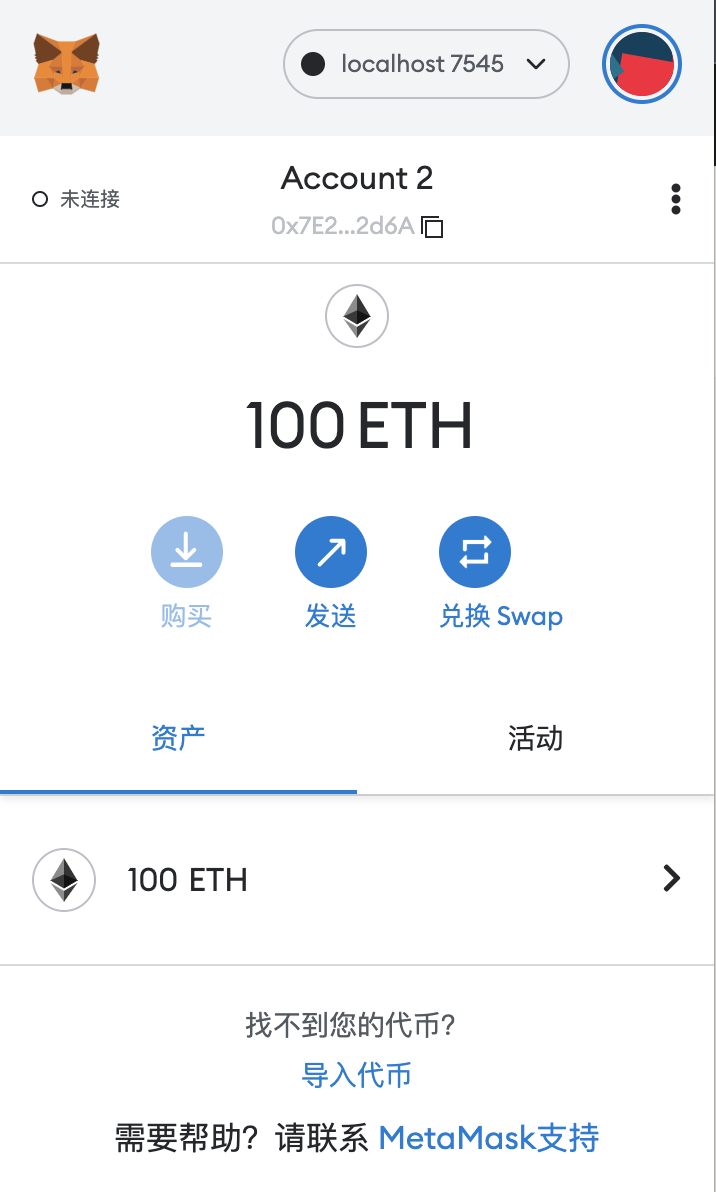 localhost 7545
未连接
Account 2
0x7E2...2d6A
100 ETH
购买
发送
兑换 Swap
资产
活动
100 ETH
找不到您的代币?
导入代币
需要帮助? 请联系 MetaMask支持